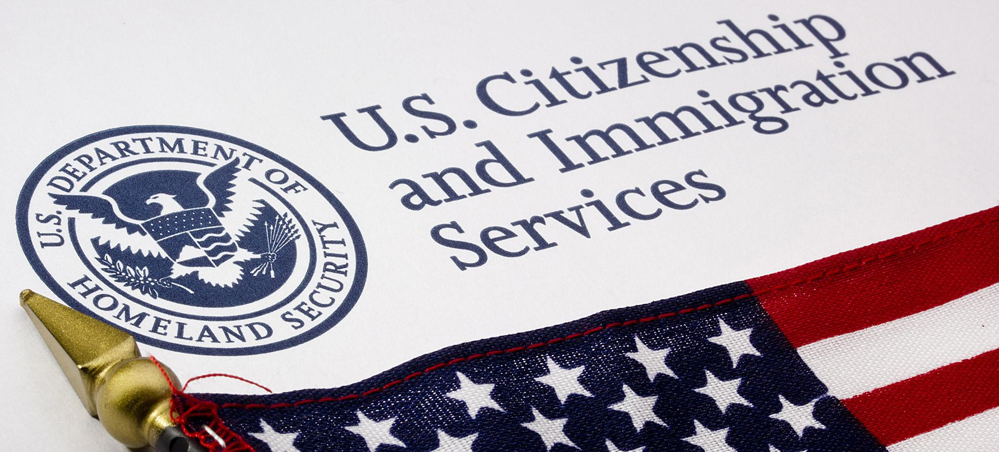 U.S. DEPARTMENT OF
HOMELAND SECURITY
U.S. Citizenship
and Immigration
Services